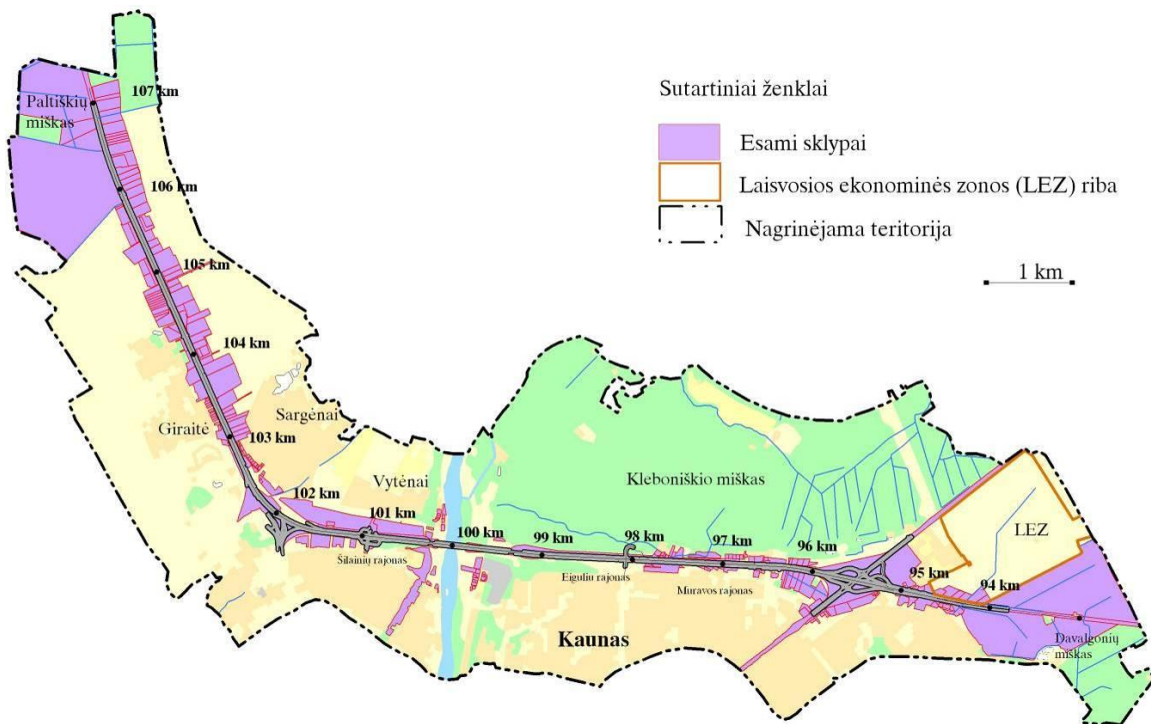 107 km
Paltiškių
miškas
106 km
105 km
104 km
Sargėnai
Giraitė
103 km
Vytėnai
102 km
101 km
100 km
99 km
98 km
97 km
96 km
95 km
94 km
Šilainių rajonas
Eigulių rajonas
Muravos rajonas
Kleboniškio miškas
LEZ
Kaunas
Davalgonių
miškas
Sutartiniai ženklai
Esami sklypai
Laisvosios ekonominės zonos (LEZ) riba
Nagrinėjama teritorija
1 km